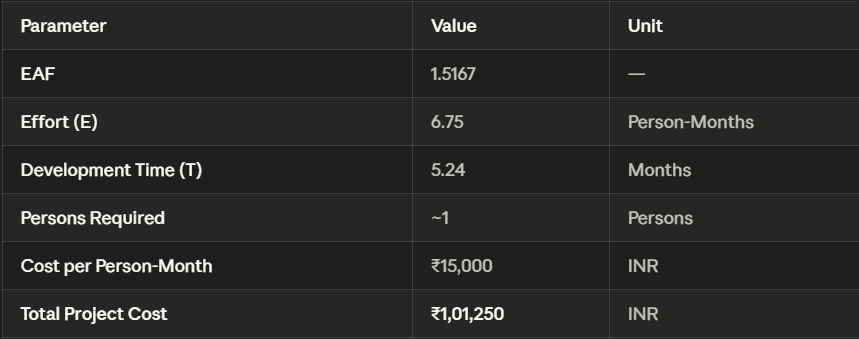 Parameter Value Unit
EAF 1.5167 —
Effort (E) 6.75 Person-Months
Development Time (T) 5.24 Months
Persons Required ~1 Persons
Cost per Person-Month ₹15,000 INR
Total Project Cost ₹1,01,250 INR